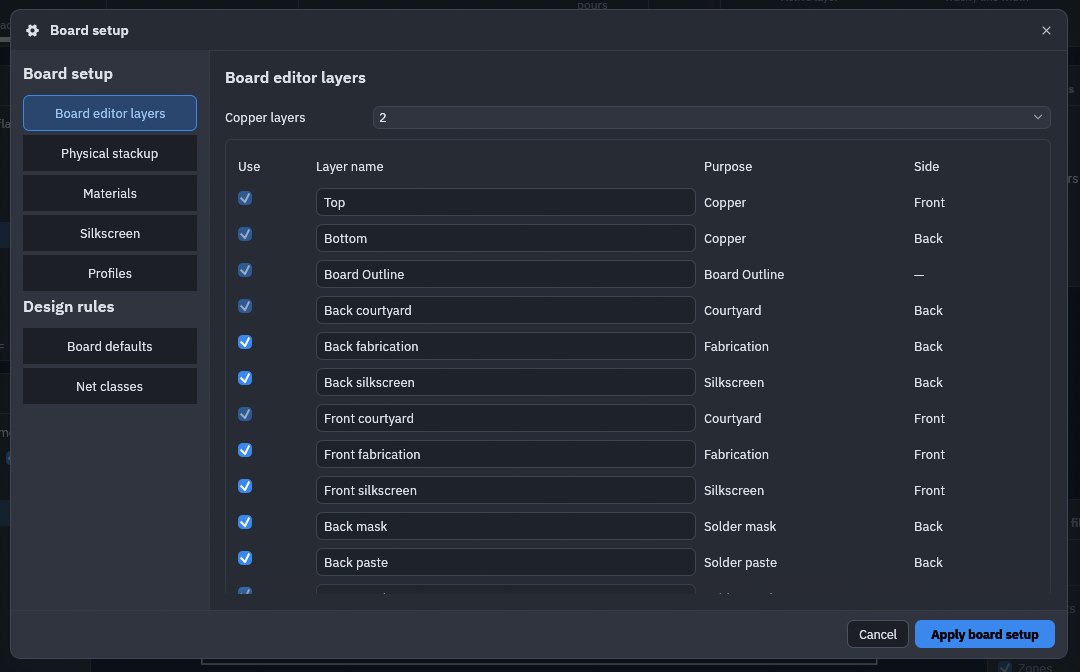 pours
Board setup
Board setup
Board editor layers
Physical stackup
Materials
Silkscreen
Profiles
Design rules
Board defaults
Net classes
Board editor layers
Copper layers 2
Use Layer name Purpose Side
Top Copper Front
Bottom Copper Back
Board Outline Board Outline —
Back courtyard Courtyard Back
Back fabrication Fabrication Back
Back silkscreen Silkscreen Back
Front courtyard Courtyard Front
Front fabrication Fabrication Front
Front silkscreen Silkscreen Front
Back mask Solder mask Back
Back paste Solder paste Back
Cancel Apply board setup
Zones